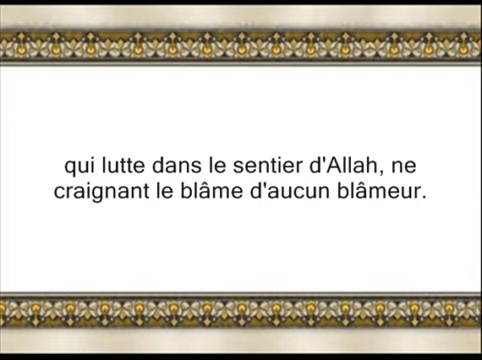 qui lutte dans le sentier d'Allah, ne
craignant le blâme d'aucun blâmeur.